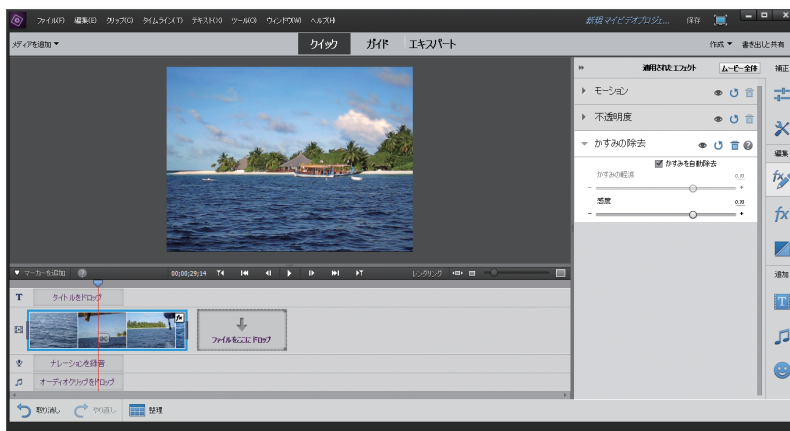 ファイル(F) 編集(E) クリップ(C) タイムライン(T) テキスト(X) ツール(O) ウィンドウ(W) ヘルプ(H)
新規 マイビデオプロジェ... 保存
メディアを追加 クイック ガイド エキスパート 作成 書き出しと共有
適用されたエフェクト ムービー全体 補正
モーション
不透明度
かすみの除去
編集
かすみを自動除去
かすみの軽減
- +
感度
- +
追加
マーカーを追加 00;00;29;14 レンダリング
T タイトルをドロップ
fx
ファイルをここにドロップ
ナレーションを録音
オーディオクリップをドロップ
取り消し やり直し 整理